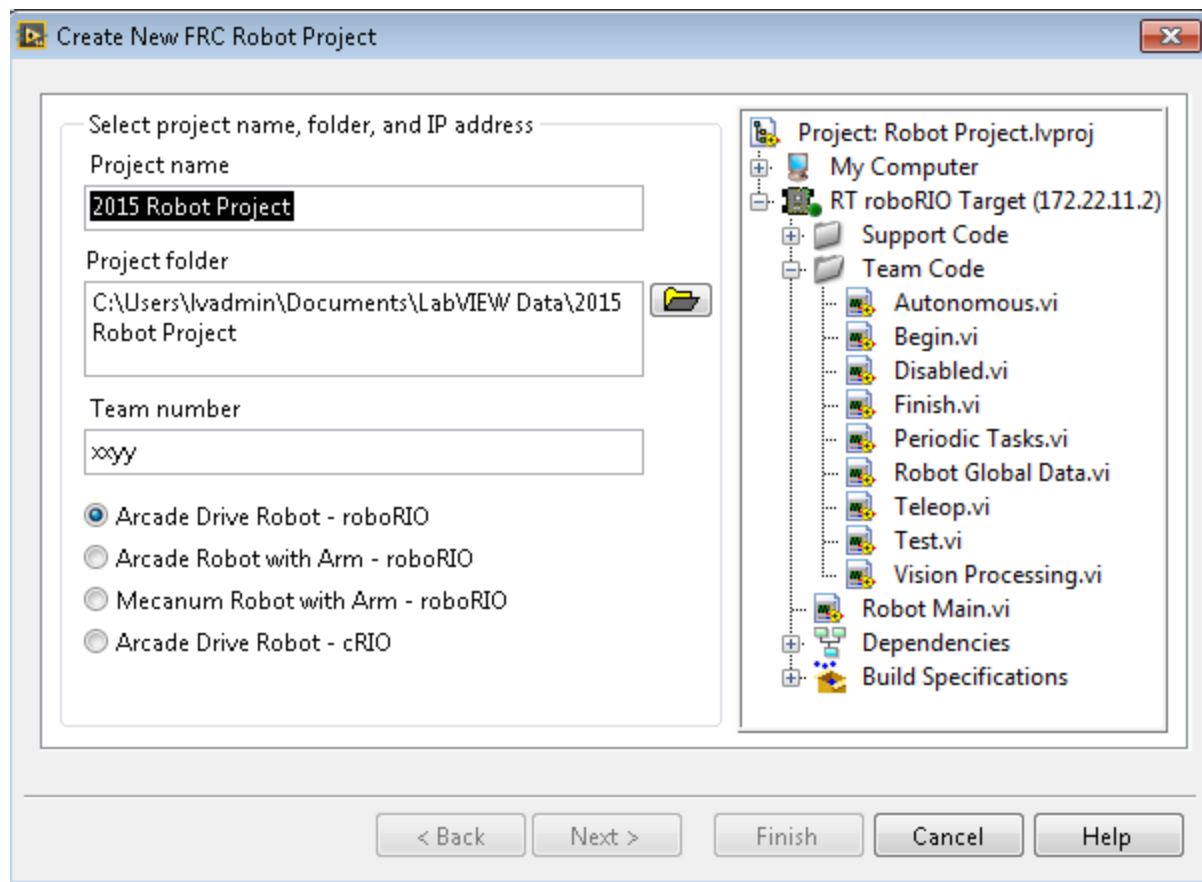 Create New FRC Robot Project
Select project name, folder, and IP address
Project name
2015 Robot Project
Project folder
C:\Users\lvadmin\Documents\LabVIEW Data\2015
Robot Project
Team number
xxyy
Arcade Drive Robot - roboRIO
Arcade Robot with Arm - roboRIO
Mecanum Robot with Arm - roboRIO
Arcade Drive Robot - cRIO
Project: Robot Project.lvproj
My Computer
RT roboRIO Target (172.22.11.2)
Support Code
Team Code
Autonomous.vi
Begin.vi
Disabled.vi
Finish.vi
Periodic Tasks.vi
Robot Global Data.vi
Teleop.vi
Test.vi
Vision Processing.vi
Robot Main.vi
Dependencies
Build Specifications
< Back
Next >
Finish
Cancel
Help